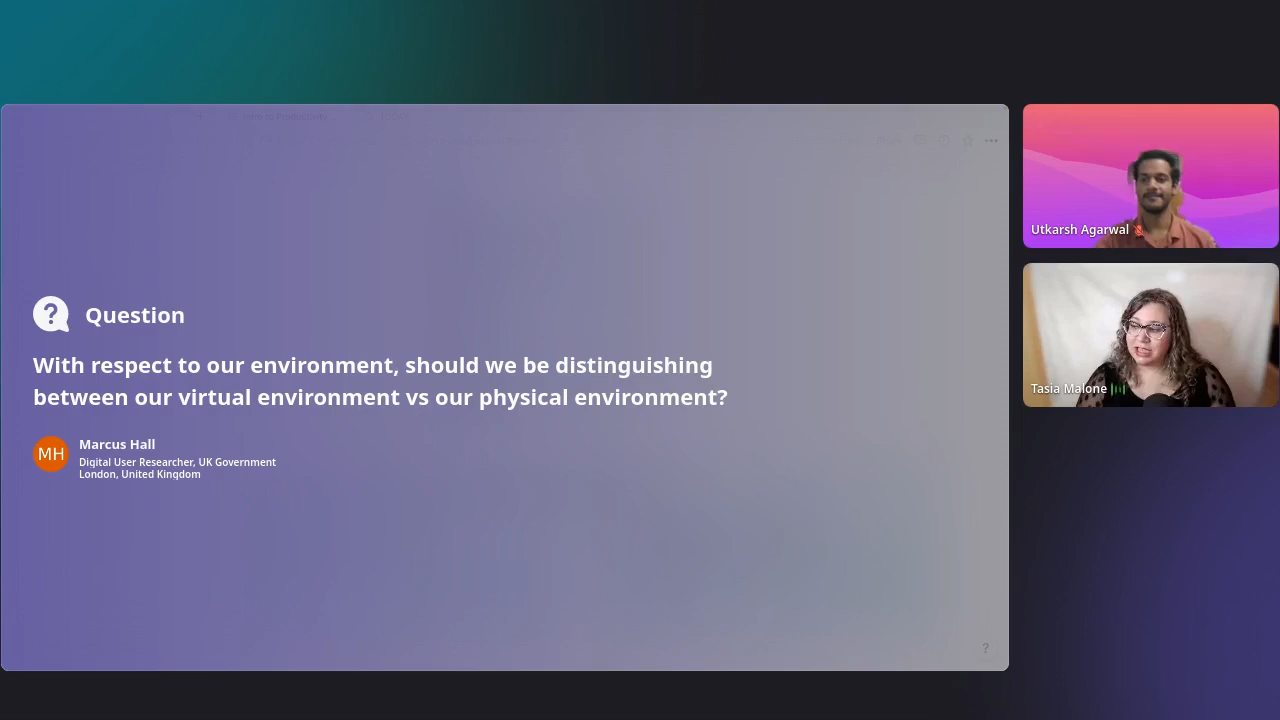 Question
With respect to our environment, should we be distinguishing
between our virtual environment vs our physical environment?
MH
Marcus Hall
Digital User Researcher, UK Government
London, United Kingdom
Utkarsh Agarwal
Tasia Malone
?